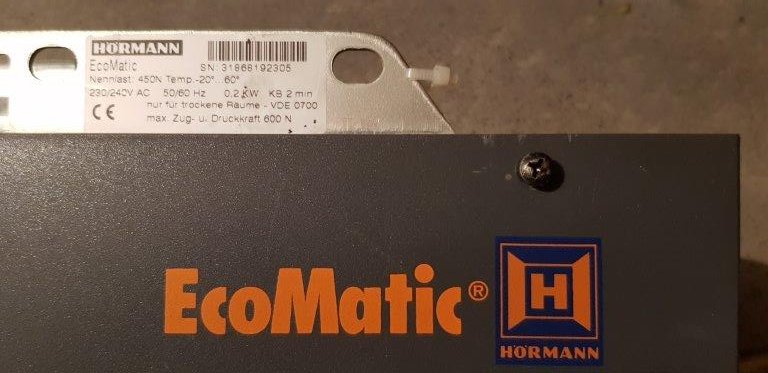 HÖRMANN
EcoMatic SN: 31868192305
Nennlast: 450N Temp.-20°...60°
230/240V AC 50/60 Hz 0,2 KW KB 2 min
nur für trockene Räume - VDE 0700
CE max. Zug- u. Druckkraft 600 N
EcoMatic®
H
HÖRMANN